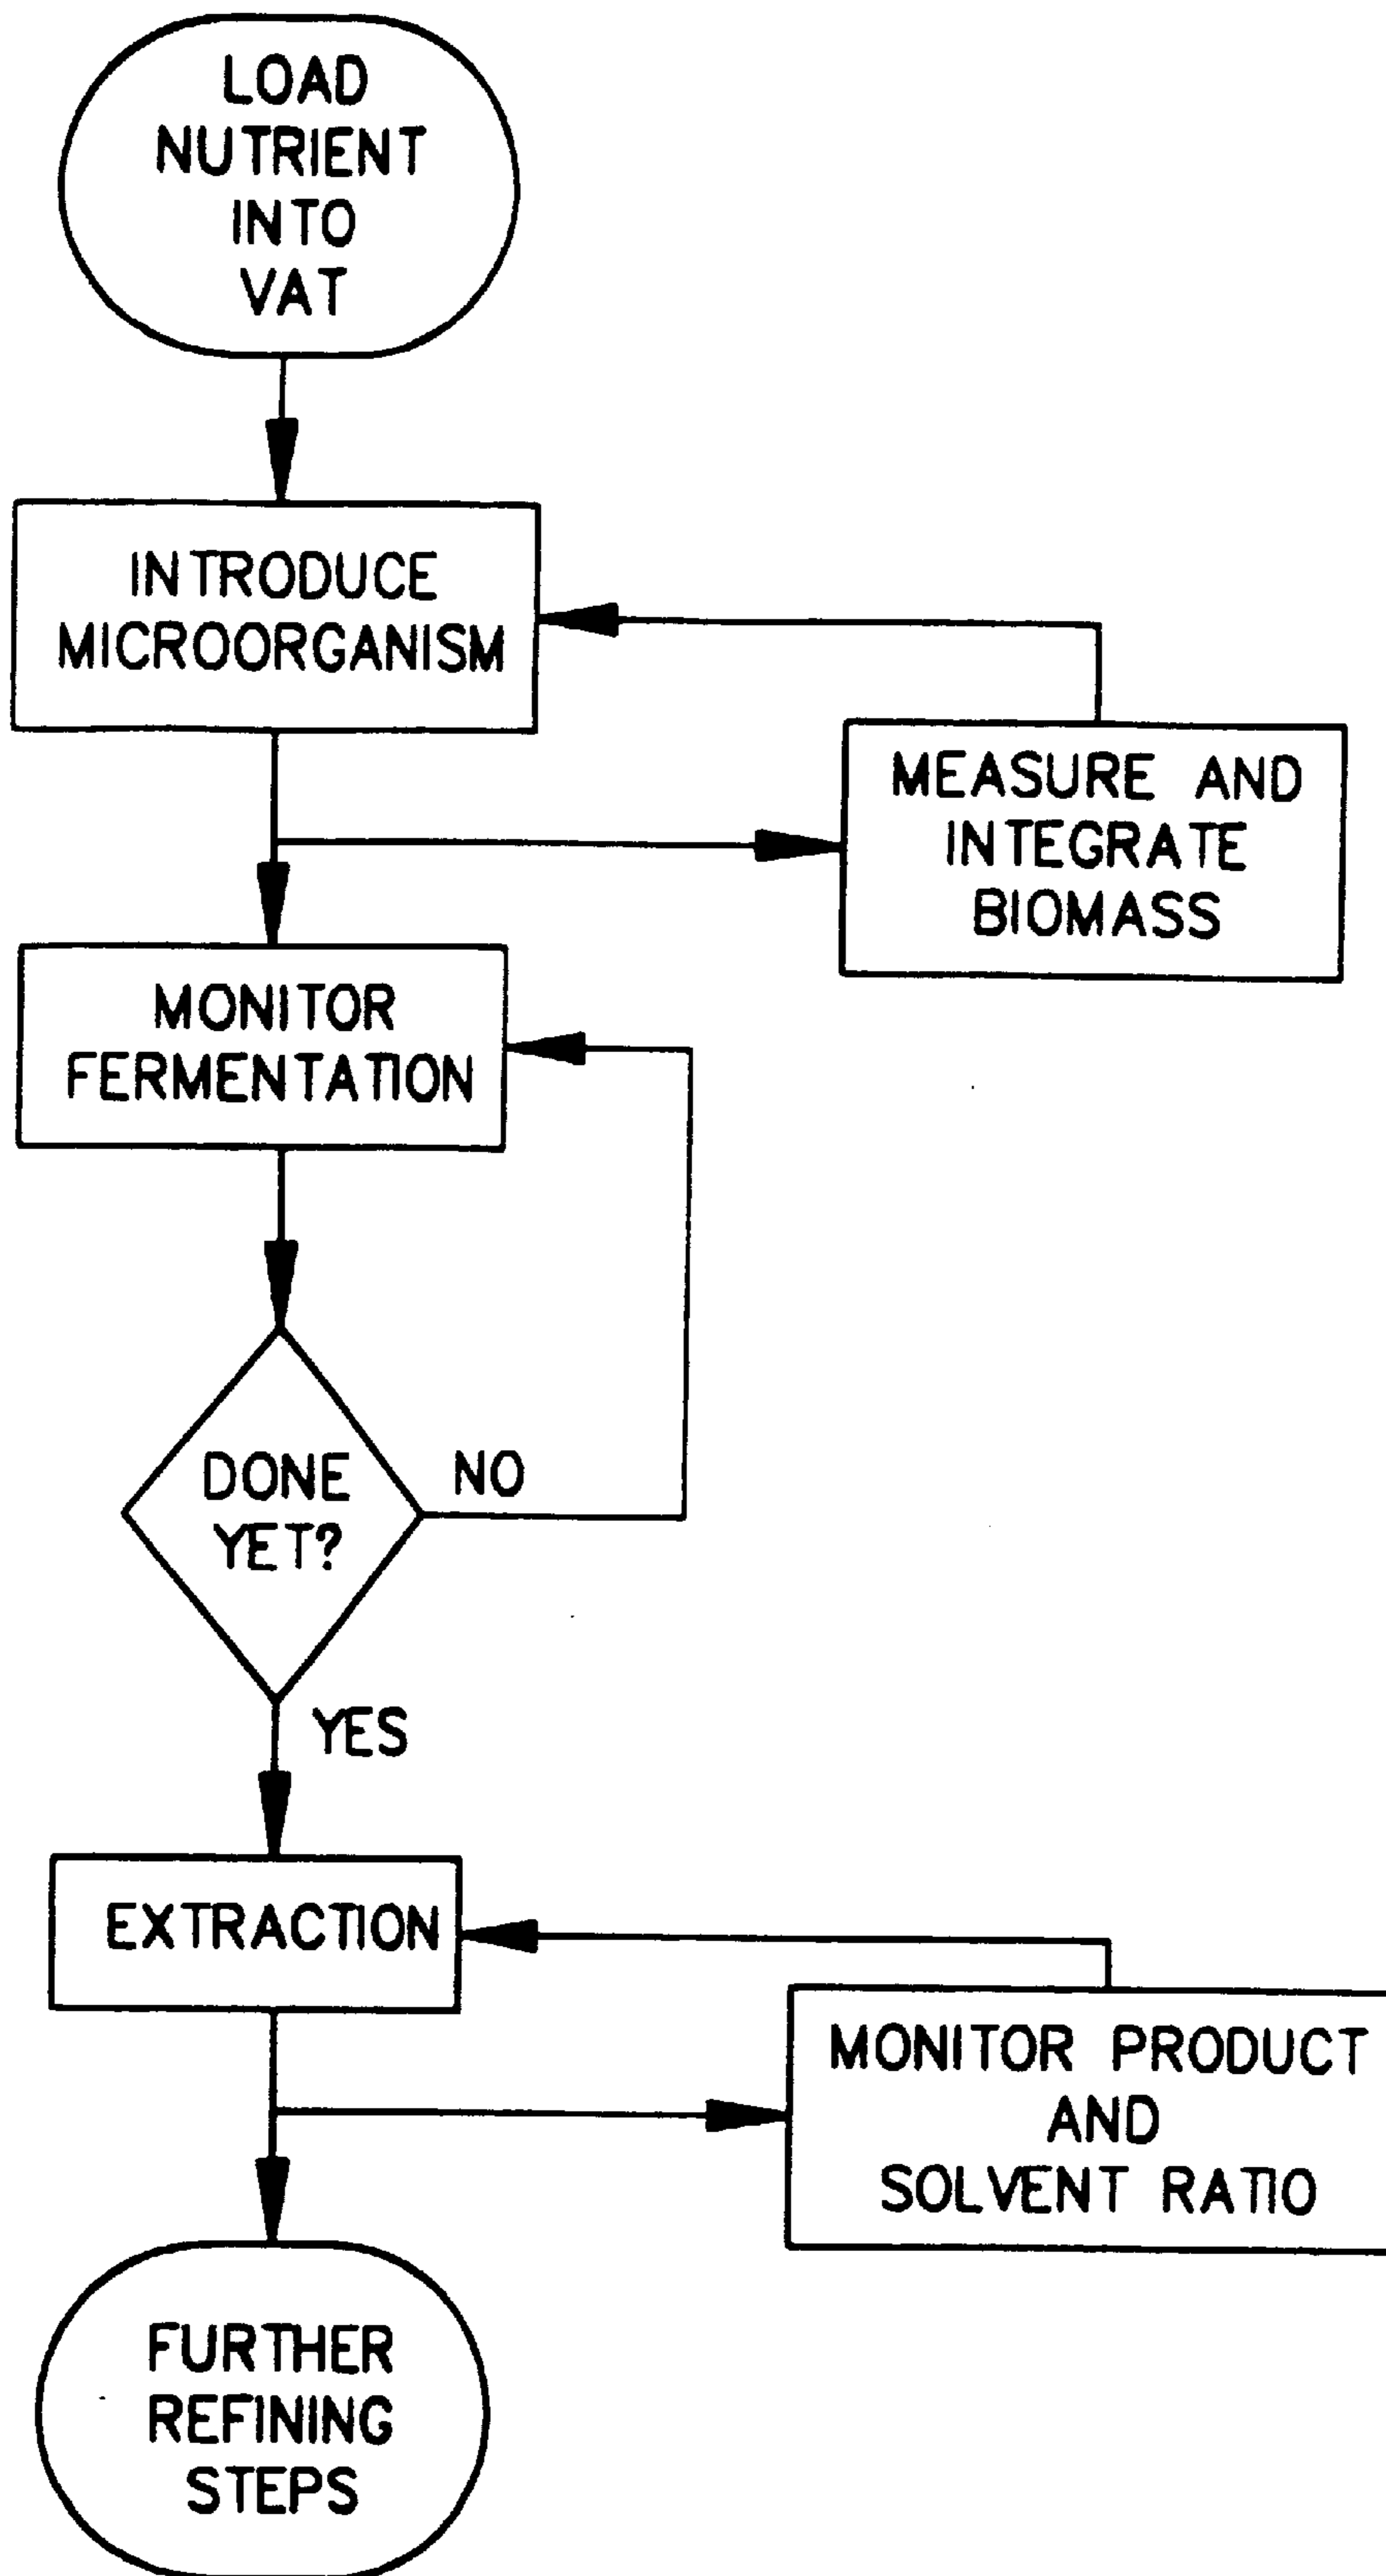 LOAD
NUTRIENT
INTO
VAT
INTRODUCE
MICROORGANISM
MEASURE AND
INTEGRATE
BIOMASS
MONITOR
FERMENTATION
DONE
YET?
NO
YES
EXTRACTION
MONITOR PRODUCT
AND
SOLVENT RATIO
FURTHER
REFINING
STEPS